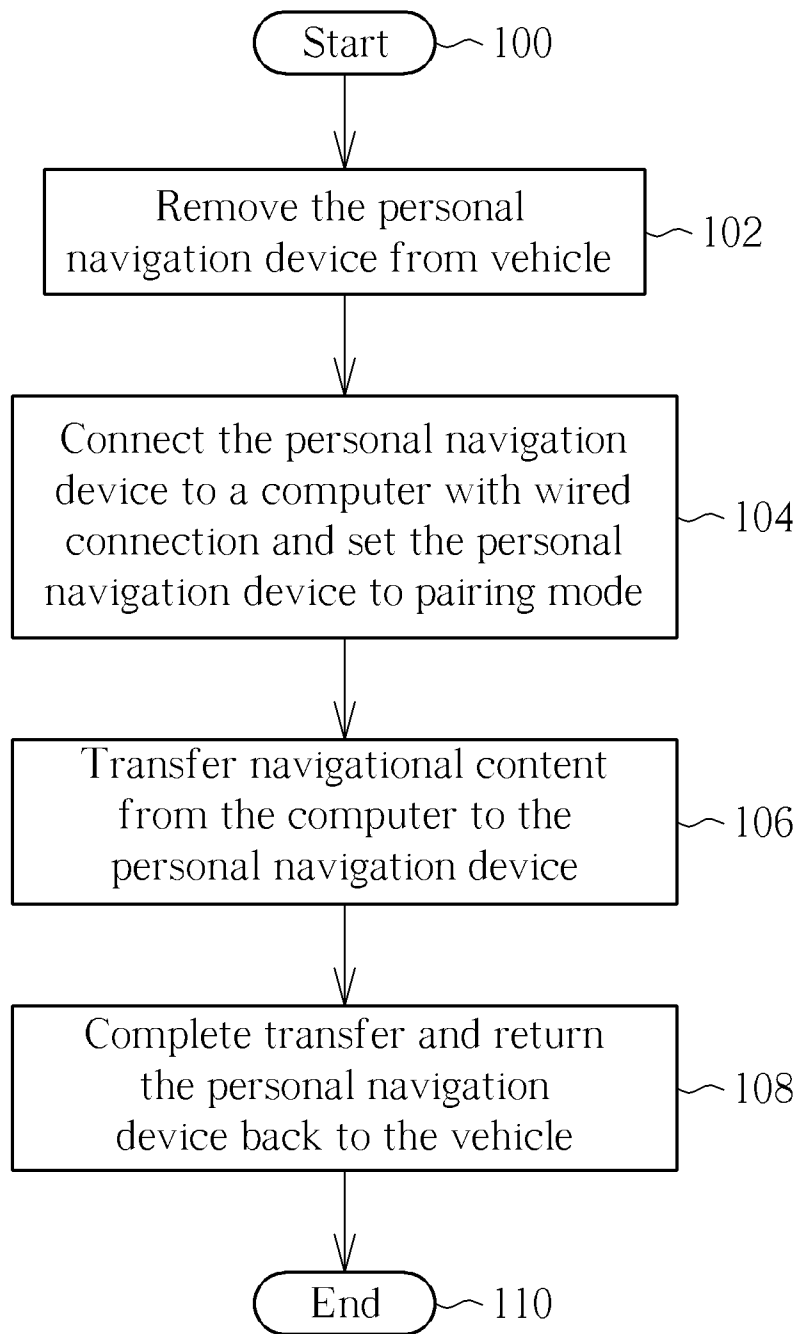 Start
100
Remove the personal
navigation device from vehicle
102
Connect the personal navigation
device to a computer with wired
connection and set the personal
navigation device to pairing mode
104
Transfer navigational content
from the computer to the
personal navigation device
106
Complete transfer and return
the personal navigation
device back to the vehicle
108
End
110